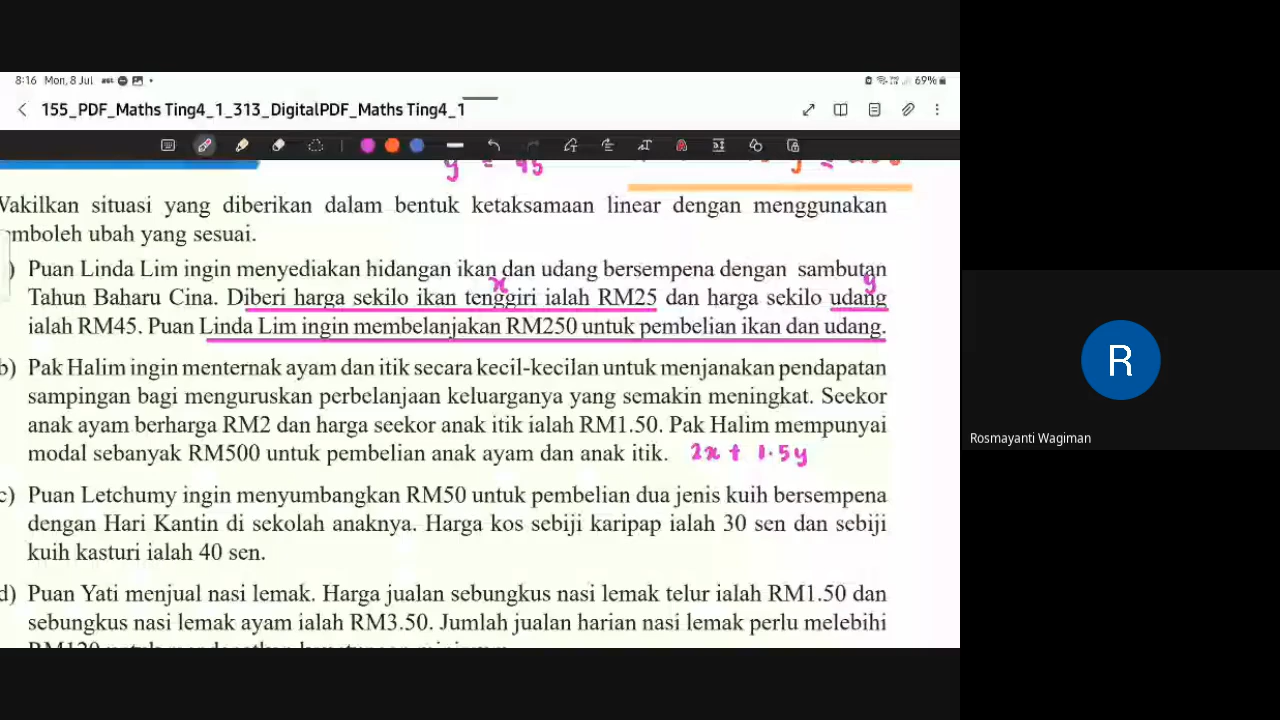 8:16 Mon, 8 Jul
69%
155_PDF_Maths Ting4_1_313_DigitalPDF_Maths Ting4_1
y = 45
Wakilkan situasi yang diberikan dalam bentuk ketaksamaan linear dengan menggunakan
emboleh ubah yang sesuai.
) Puan Linda Lim ingin menyediakan hidangan ikan dan udang bersempena dengan sambutan
x y
Tahun Baharu Cina. Diberi harga sekilo ikan tenggiri ialah RM25 dan harga sekilo udang
ialah RM45. Puan Linda Lim ingin membelanjakan RM250 untuk pembelian ikan dan udang.
b) Pak Halim ingin menternak ayam dan itik secara kecil-kecilan untuk menjanakan pendapatan
sampingan bagi menguruskan perbelanjaan keluarganya yang semakin meningkat. Seekor
anak ayam berharga RM2 dan harga seekor anak itik ialah RM1.50. Pak Halim mempunyai
modal sebanyak RM500 untuk pembelian anak ayam dan anak itik. 2x + 1.5y
c) Puan Letchumy ingin menyumbangkan RM50 untuk pembelian dua jenis kuih bersempena
dengan Hari Kantin di sekolah anaknya. Harga kos sebiji karipap ialah 30 sen dan sebiji
kuih kasturi ialah 40 sen.
d) Puan Yati menjual nasi lemak. Harga jualan sebungkus nasi lemak telur ialah RM1.50 dan
sebungkus nasi lemak ayam ialah RM3.50. Jumlah jualan harian nasi lemak perlu melebihi
RM120 untuk mendapatkan keuntungan minimum.
R
Rosmayanti Wagiman